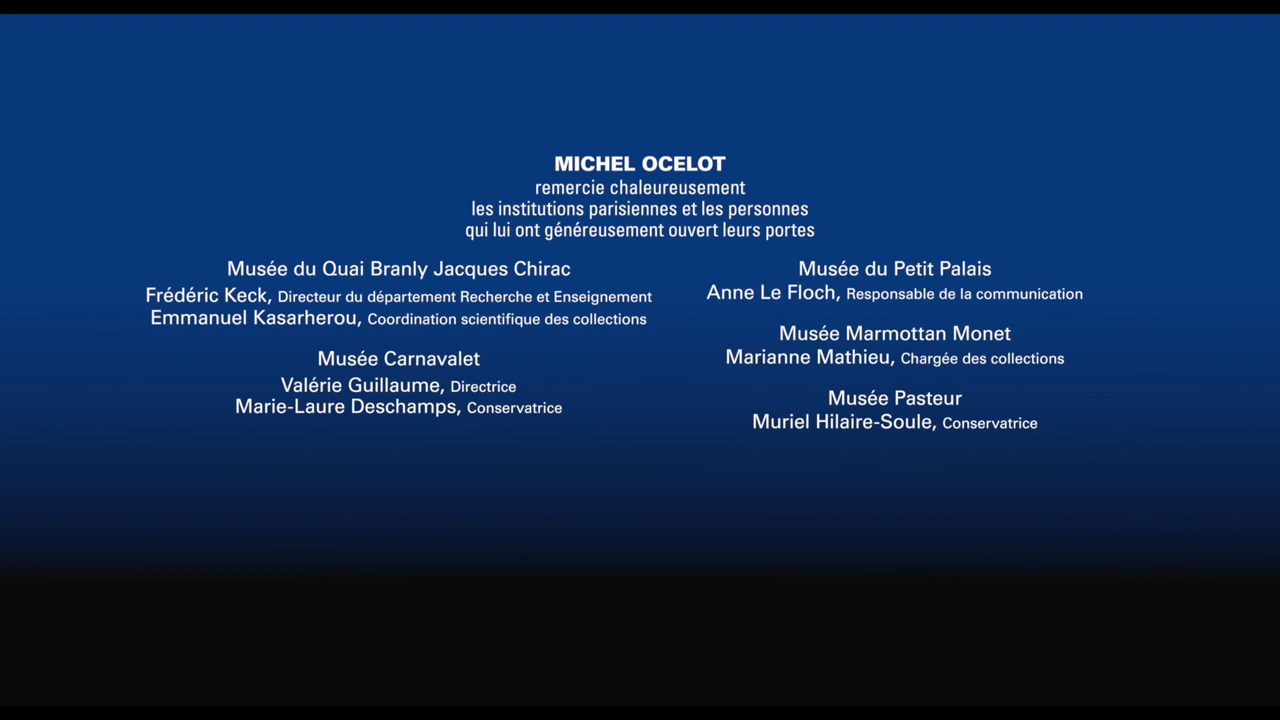 MICHEL OCELOT
remercie chaleureusement
les institutions parisiennes et les personnes
qui lui ont généreusement ouvert leurs portes
Musée du Quai Branly Jacques Chirac
Frédéric Keck, Directeur du département Recherche et Enseignement
Emmanuel Kasarherou, Coordination scientifique des collections
Musée Carnavalet
Valérie Guillaume, Directrice
Marie-Laure Deschamps, Conservatrice
Musée du Petit Palais
Anne Le Floch, Responsable de la communication
Musée Marmottan Monet
Marianne Mathieu, Chargée des collections
Musée Pasteur
Muriel Hilaire-Soule, Conservatrice